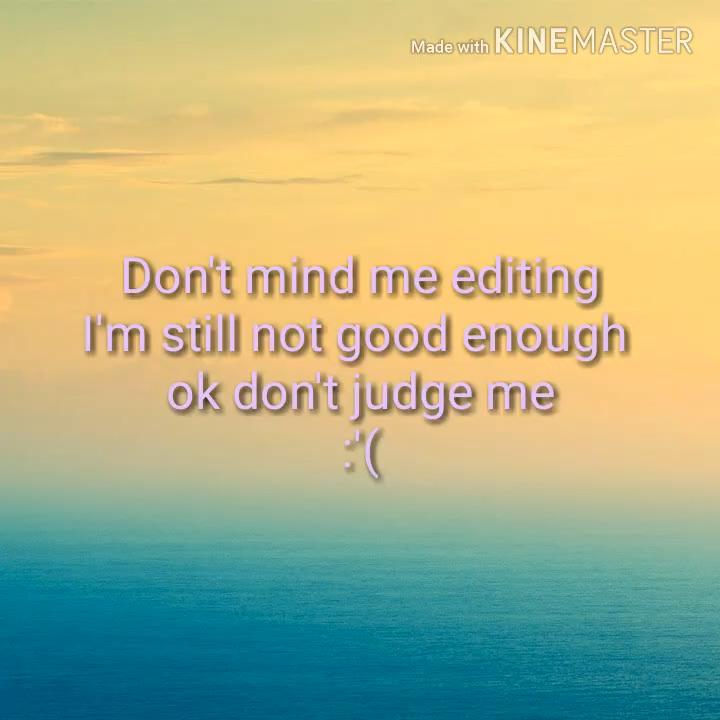 Made with KINEMASTER
Don't mind me editing
I'm still not good enough
ok don't judge me
:'(